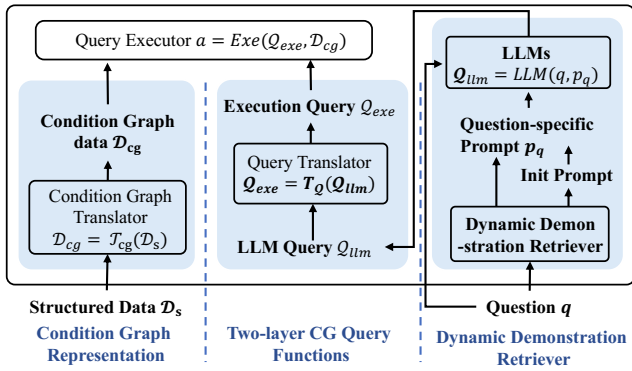 Query Executor a = Exe(Q_exe, D_cg)
Condition Graph
data D_cg
Condition Graph
Translator
D_cg = T_cg(D_s)
Structured Data D_s
Condition Graph
Representation
Execution Query Q_exe
Query Translator
Q_exe = T_Q(Q_llm)
LLM Query Q_llm
Two-layer CG Query
Functions
LLMs
Q_llm = LLM(q, p_q)
Question-specific
Prompt p_q
Init Prompt
Dynamic Demon
-stration Retriever
Question q
Dynamic Demonstration
Retriever